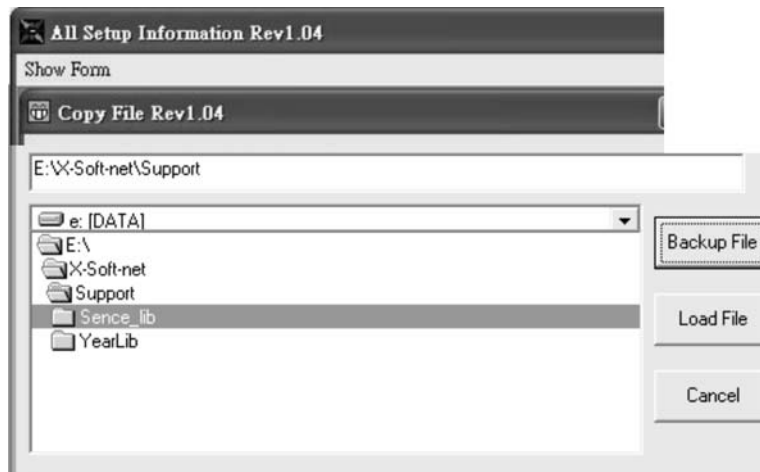 All Setup Information Rev1.04
Show Form
Copy File Rev1.04
E:\X-Soft-net\Support
e: [DATA]
E:\
X-Soft-net
Support
Sence_lib
YearLib
Backup File
Load File
Cancel